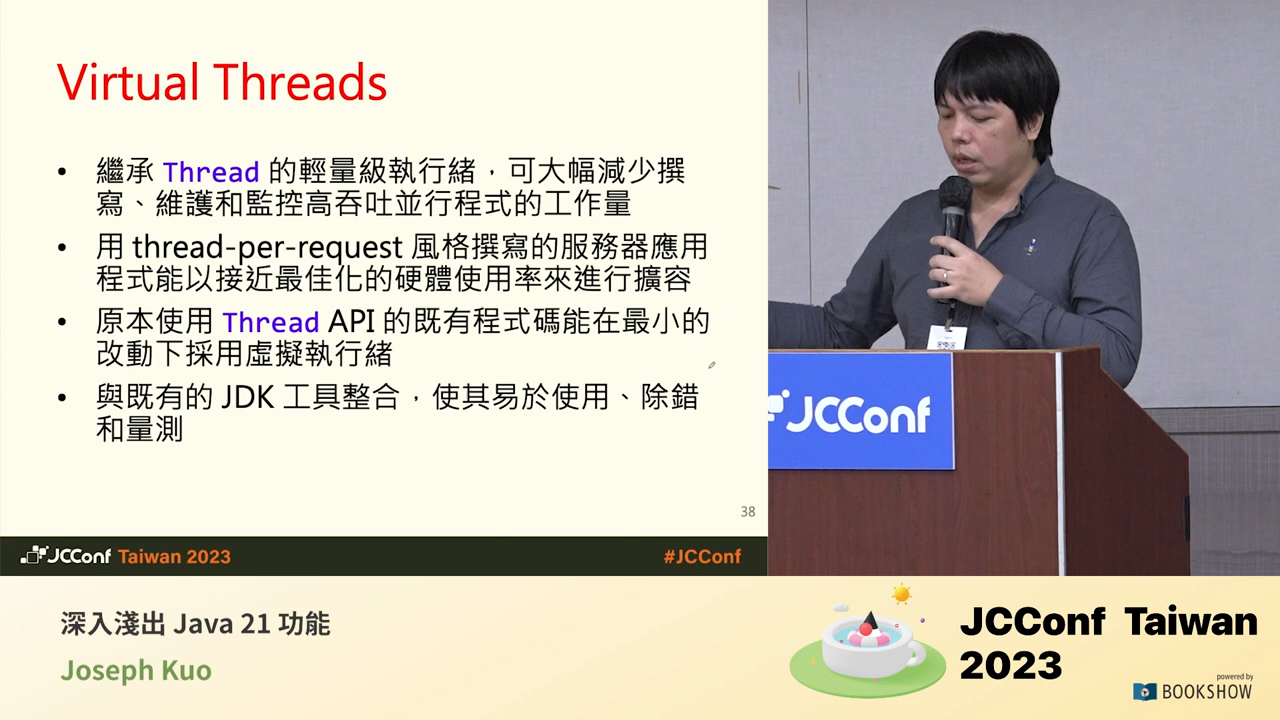 Virtual Threads
• 繼承 Thread 的輕量級執行緒，可大幅減少撰
寫、維護和監控高吞吐並行程式的工作量
• 用 thread-per-request 風格撰寫的服務器應用
程式能以接近最佳化的硬體使用率來進行擴容
• 原本使用 Thread API 的既有程式碼能在最小的
改動下採用虛擬執行緒
• 與既有的 JDK 工具整合，使其易於使用、除錯
和量測
38
JCConf Taiwan 2023
#JCConf
JCConf
深入淺出 Java 21 功能
Joseph Kuo
JCConf Taiwan
2023
powered by
BOOKSHOW